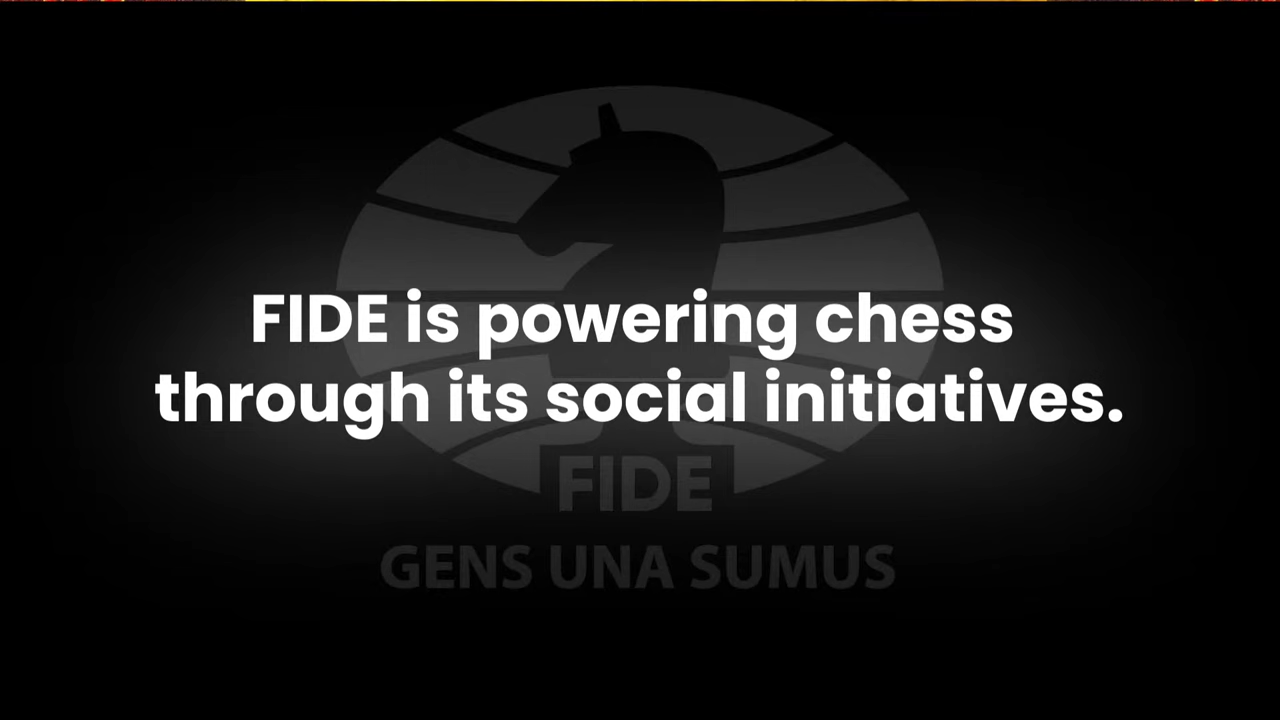 FIDE is powering chess
through its social initiatives.
FIDE
GENS UNA SUMUS